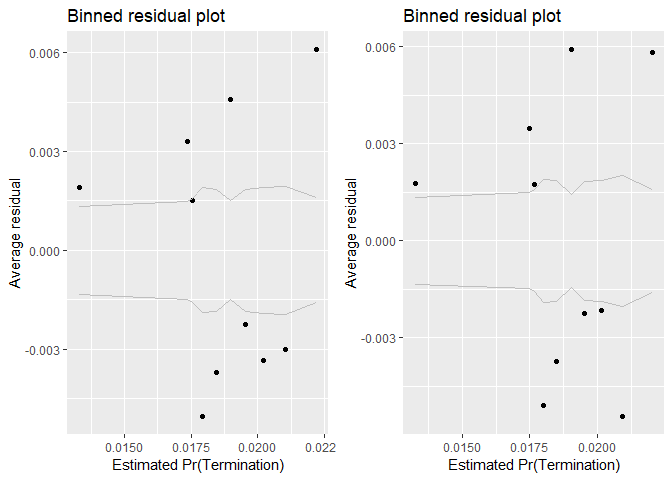 Binned residual plot
0.006
0.003
0.000
-0.003
Average residual
0.0150
0.0175
0.0200
0.022
Estimated Pr(Termination)
Binned residual plot
0.006
0.003
0.000
-0.003
Average residual
0.0150
0.0175
0.0200
Estimated Pr(Termination)